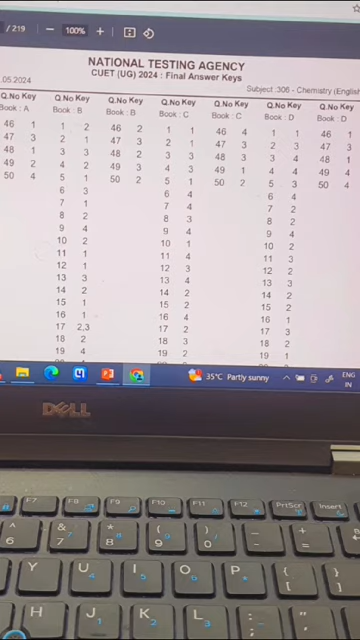 / 219 — 100% +
NATIONAL TESTING AGENCY
CUET (UG) 2024 : Final Answer Keys
.05.2024 Subject :306 - Chemistry (English
Q.No Key Q.No Key Q.No Key Q.No Key Q.No Key Q.No Key Q.No Key
Book : A Book : B Book : B Book : C Book : C Book : D Book : D
46 1 1 2 46 2 1 1 46 4 1 1 46 1
47 3 2 1 47 3 2 1 47 3 2 3 47 3
48 1 3 3 48 2 3 3 48 3 3 4 48 1
49 2 4 2 49 3 4 3 49 1 4 4 49 4
50 4 5 1 50 2 5 1 50 2 5 3 50 4
6 3 6 4 6 4
7 1 7 4 7 2
8 2 8 3 8 2
9 4 9 4 9 4
10 2 10 1 10 2
11 1 11 4 11 3
12 1 12 3 12 2
13 3 13 4 13 3
14 2 14 2 14 2
15 1 15 2 15 2
16 1 16 4 16 1
17 2,3 17 2 17 3
18 2 18 3 18 2
19 4 19 2 19 1
35°C Partly sunny ENG
IN
DELL
F7 F8 F9 F10 F11 F12 PrtScr Insert
^ & * ( ) — +
6 7 8 9 0 - =
Y U I O P { }
4 5 6 * [ ]
H J K L : "
1 2 3 ;